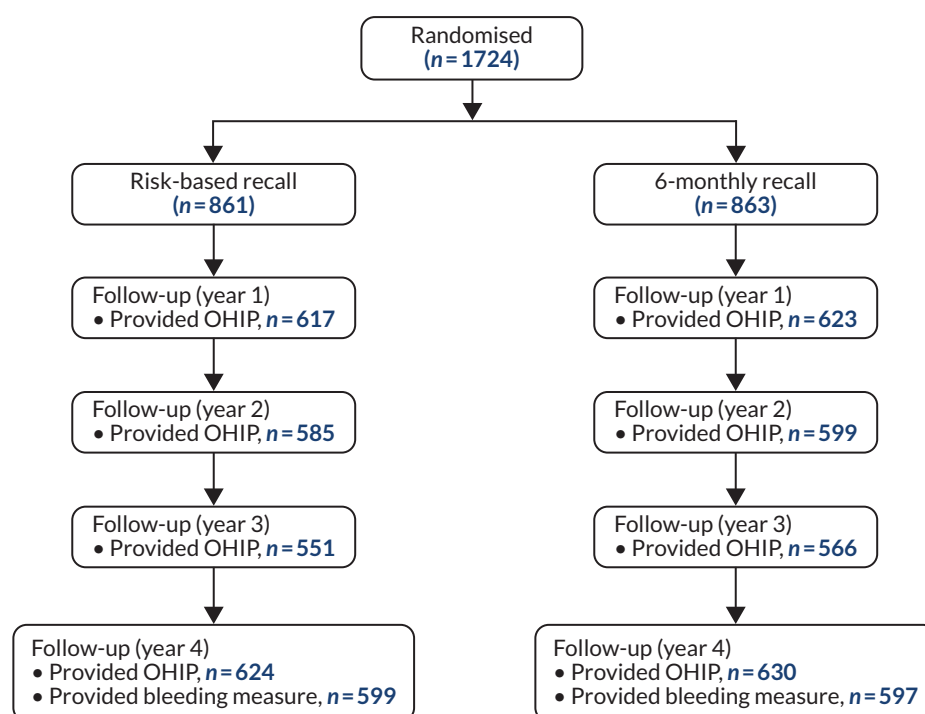 Randomised
(n=1724)
Risk-based recall
(n=861)
6-monthly recall
(n=863)
Follow-up (year 1)
• Provided OHIP, n=617
Follow-up (year 1)
• Provided OHIP, n=623
Follow-up (year 2)
• Provided OHIP, n=585
Follow-up (year 2)
• Provided OHIP, n=599
Follow-up (year 3)
• Provided OHIP, n=551
Follow-up (year 3)
• Provided OHIP, n=566
Follow-up (year 4)
• Provided OHIP, n=624
• Provided bleeding measure, n=599
Follow-up (year 4)
• Provided OHIP, n=630
• Provided bleeding measure, n=597